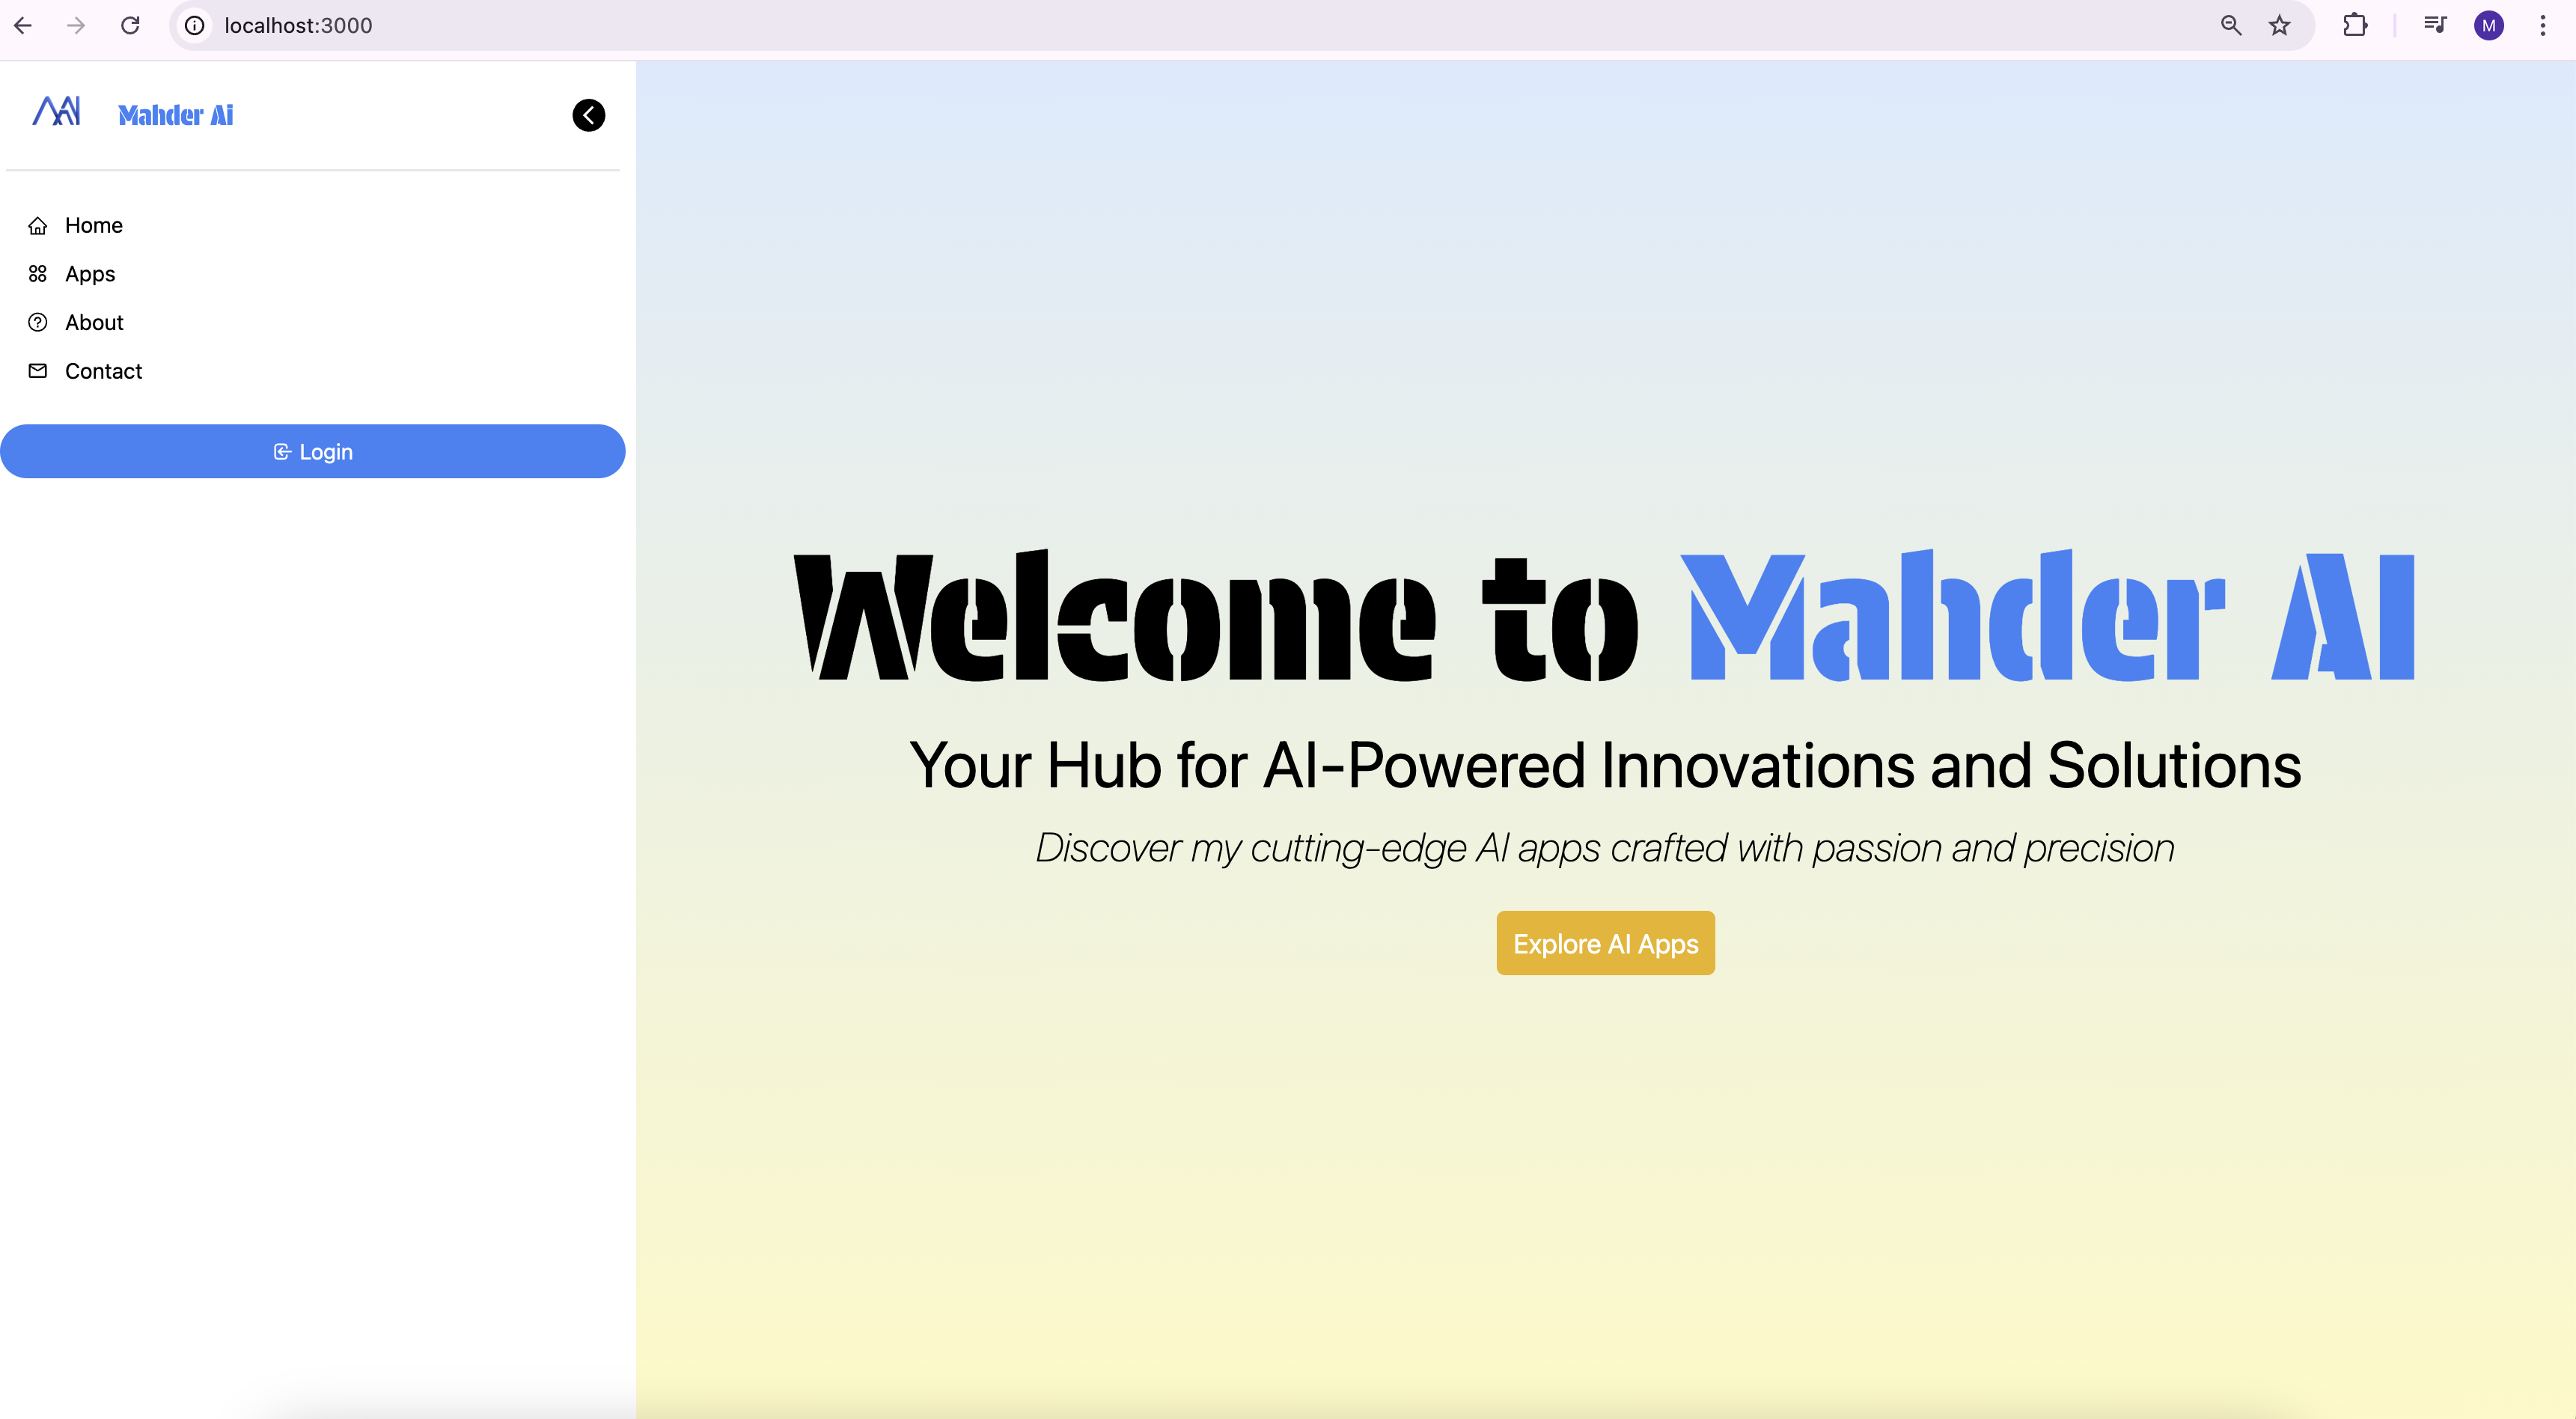 localhost:3000
M
Mahder Ai
Home
Apps
About
Contact
Login
Welcome to Mahder AI
Your Hub for AI-Powered Innovations and Solutions
Discover my cutting-edge AI apps crafted with passion and precision
Explore AI Apps